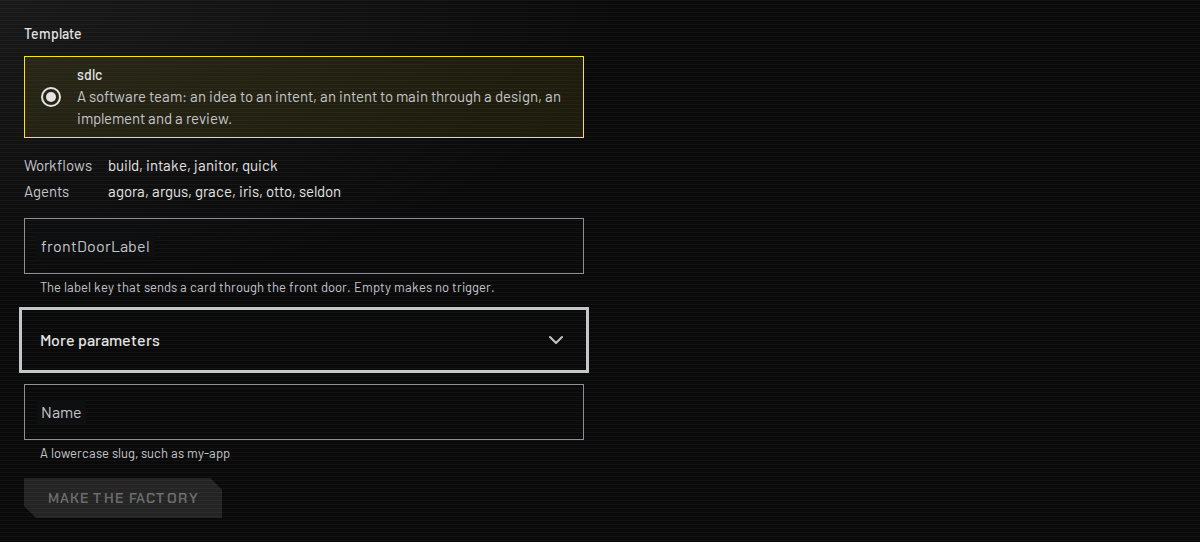 Template
sdlc
A software team: an idea to an intent, an intent to main through a design, an
implement and a review.
Workflows build, intake, janitor, quick
Agents agora, argus, grace, iris, otto, seldon
frontDoorLabel
The label key that sends a card through the front door. Empty makes no trigger.
More parameters
Name
A lowercase slug, such as my-app
MAKE THE FACTORY